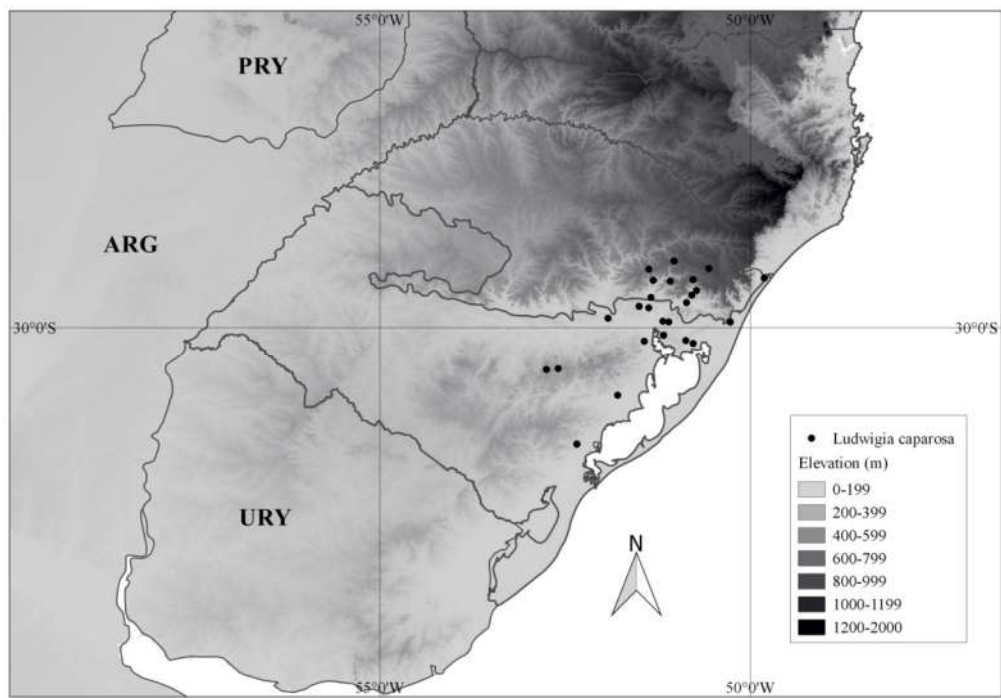 55°0'W
50°0'W
PRY
ARG
30°0'S
30°0'S
URY
N
Ludwigia caparosa
Elevation (m)
0-199
200-399
400-599
600-799
800-999
1000-1199
1200-2000
55°0'W
50°0'W